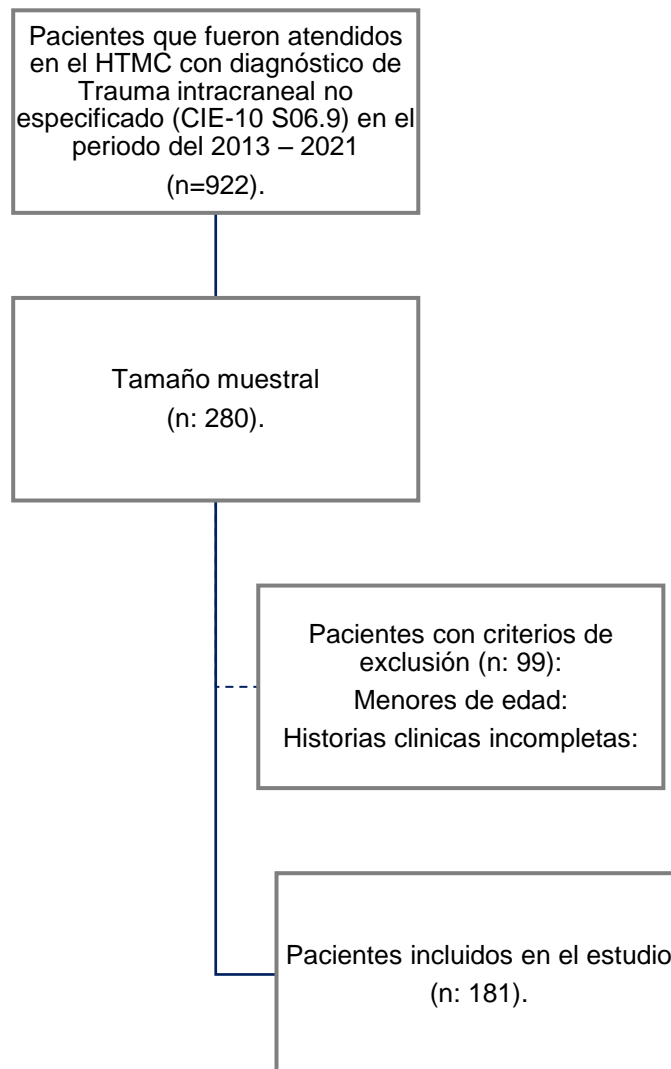 Pacientes que fueron atendidos
en el HTMC con diagnóstico de
Trauma intracraneal no
especificado (CIE-10 S06.9) en el
periodo del 2013 – 2021
(n=922).
Tamaño muestral
(n: 280).
Pacientes con criterios de
exclusión (n: 99):
Menores de edad:
Historias clinicas incompletas:
Pacientes incluidos en el estudio
(n: 181).